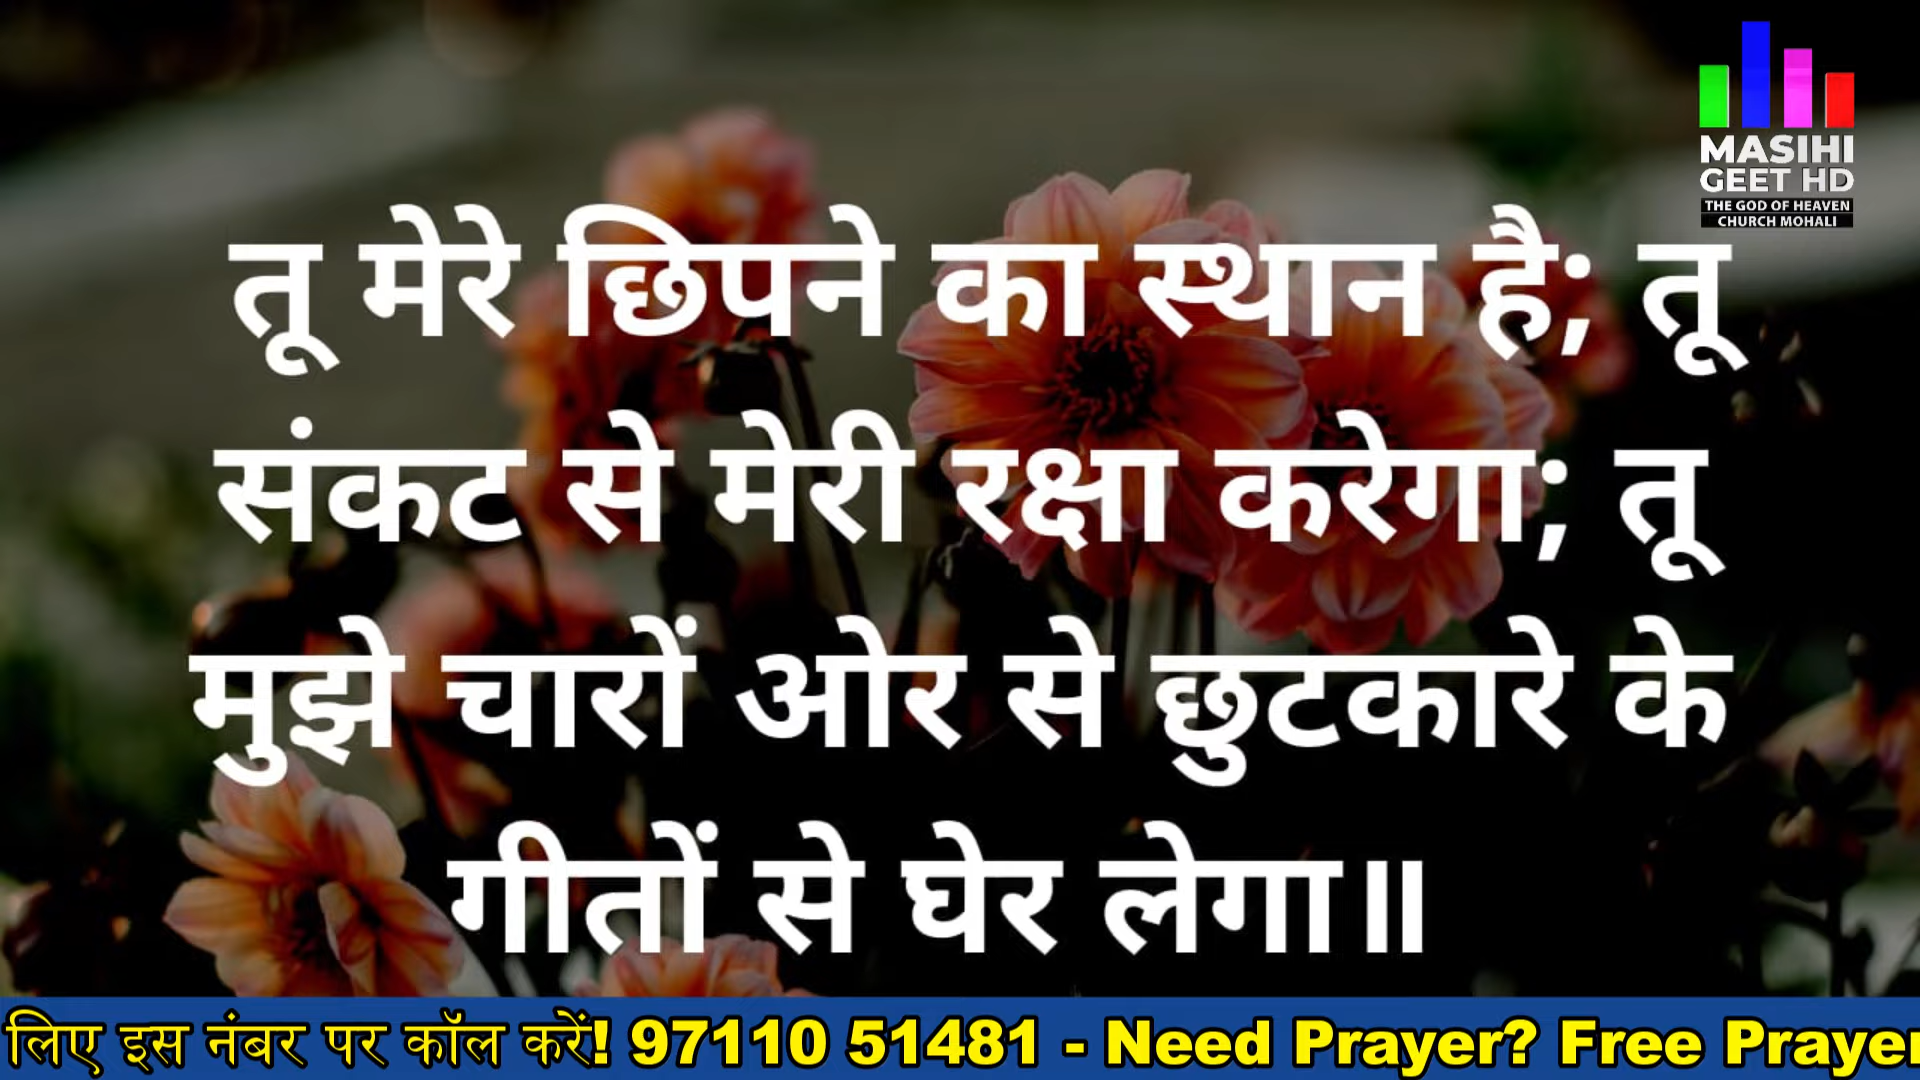 MASIHI
GEET HD
THE GOD OF HEAVEN
CHURCH MOHALI
तू मेरे छिपने का स्थान है; तू
संकट से मेरी रक्षा करेगा; तू
मुझे चारों ओर से छुटकारे के
गीतों से घेर लेगा॥
लिए इस नंबर पर कॉल करें! 97110 51481 - Need Prayer? Free Prayer